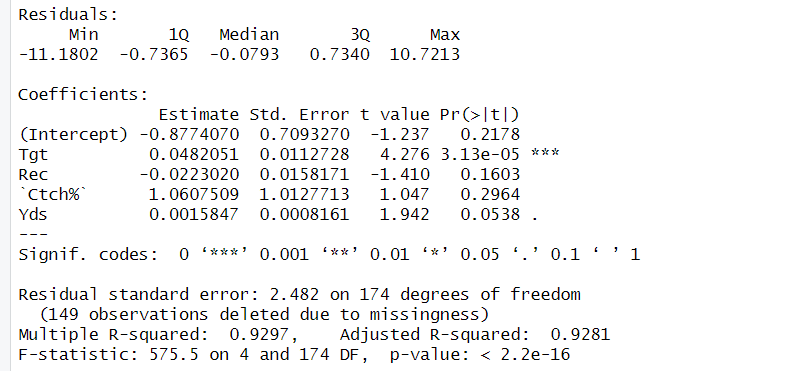 Residuals:
     Min       1Q   Median       3Q      Max
-11.1802  -0.7365  -0.0793   0.7340  10.7213

Coefficients:
              Estimate Std. Error t value Pr(>|t|)
(Intercept) -0.8774070  0.7093270  -1.237   0.2178
Tgt          0.0482051  0.0112728   4.276 3.13e-05 ***
Rec         -0.0223020  0.0158171  -1.410   0.1603
`Ctch%`      1.0607509  1.0127713   1.047   0.2964
Yds          0.0015847  0.0008161   1.942   0.0538 .
---
Signif. codes:  0 ‘***’ 0.001 ‘**’ 0.01 ‘*’ 0.05 ‘.’ 0.1 ‘ ’ 1

Residual standard error: 2.482 on 174 degrees of freedom
  (149 observations deleted due to missingness)
Multiple R-squared:  0.9297,	Adjusted R-squared:  0.9281
F-statistic: 575.5 on 4 and 174 DF,  p-value: < 2.2e-16